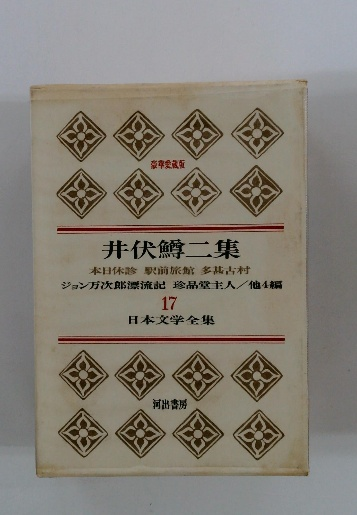 豪華愛蔵版
井伏鱒二集
本日休診 駅前旅館 多甚古村
ジョン万次郎漂流記 珍品堂主人／他4編
17
日本文学全集
河出書房